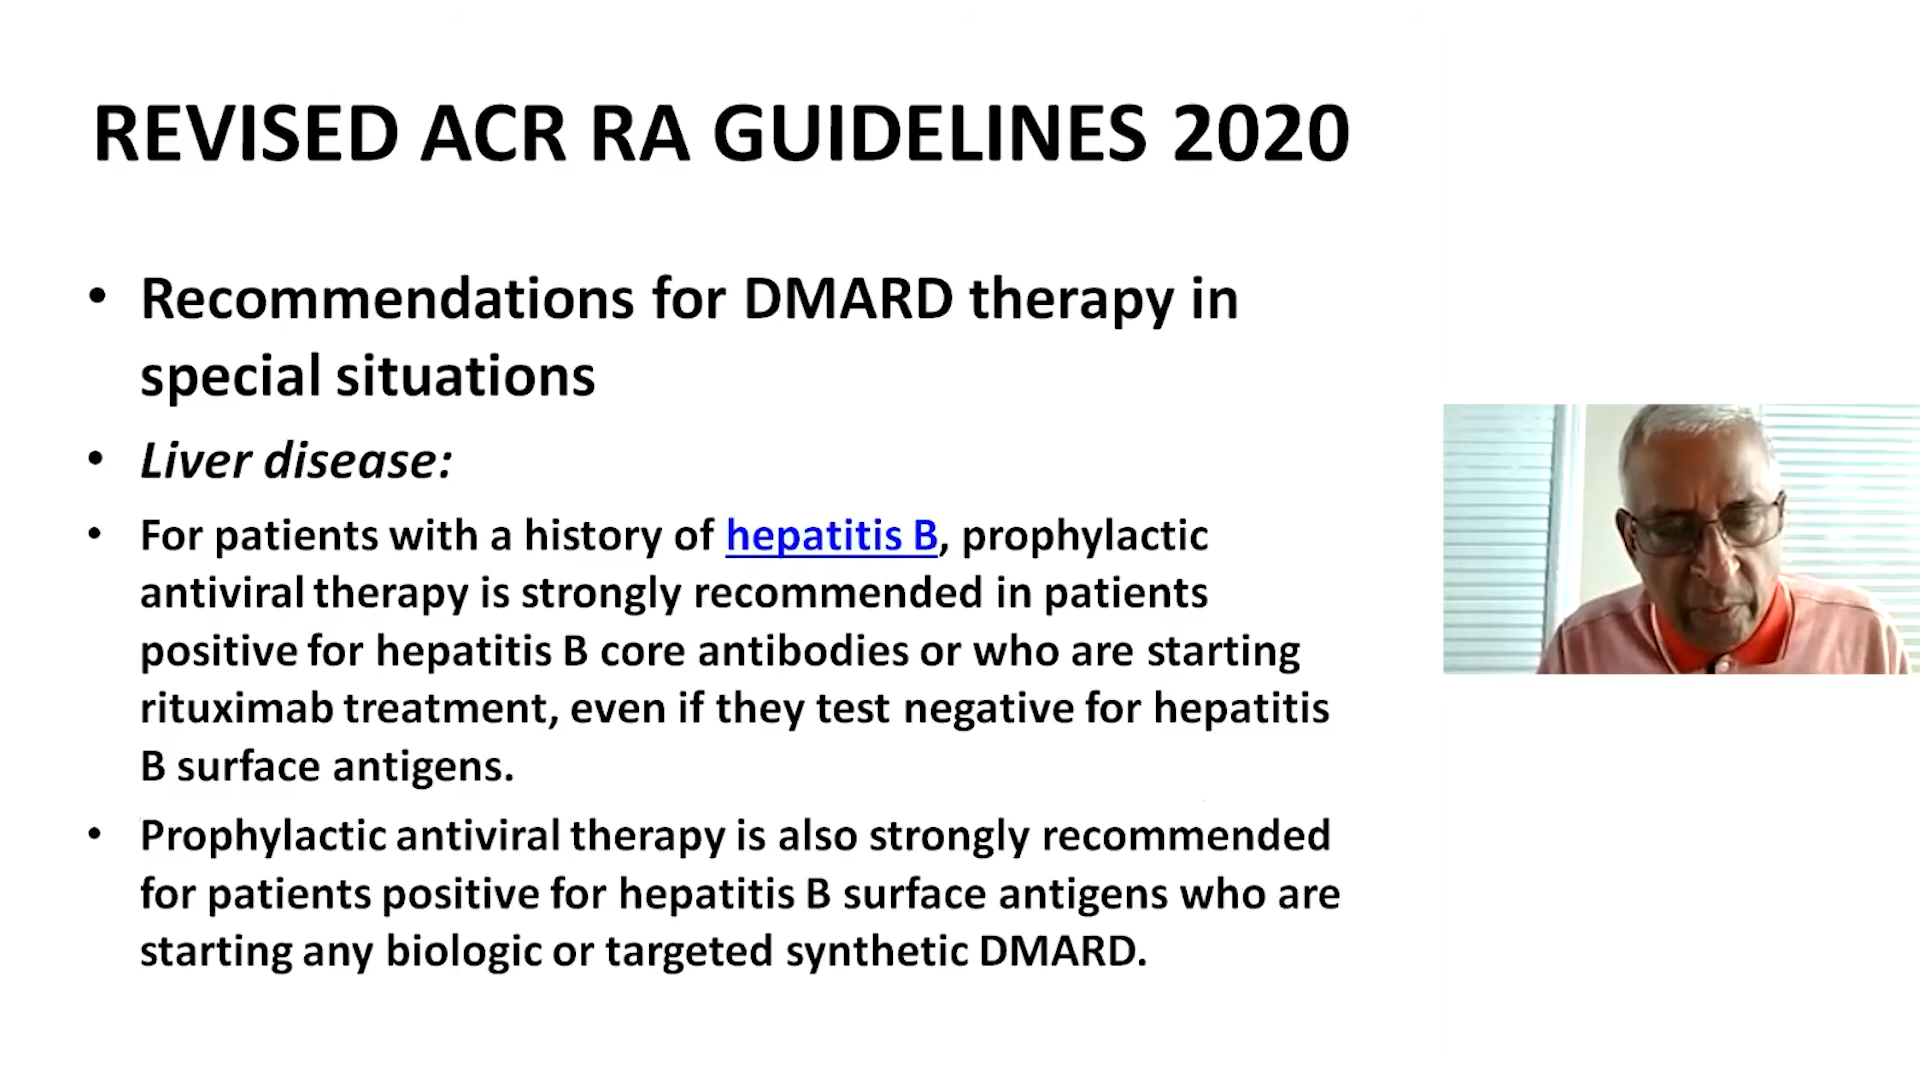 REVISED ACR RA GUIDELINES 2020
• Recommendations for DMARD therapy in
special situations
• Liver disease:
• For patients with a history of hepatitis B, prophylactic
antiviral therapy is strongly recommended in patients
positive for hepatitis B core antibodies or who are starting
rituximab treatment, even if they test negative for hepatitis
B surface antigens.
• Prophylactic antiviral therapy is also strongly recommended
for patients positive for hepatitis B surface antigens who are
starting any biologic or targeted synthetic DMARD.